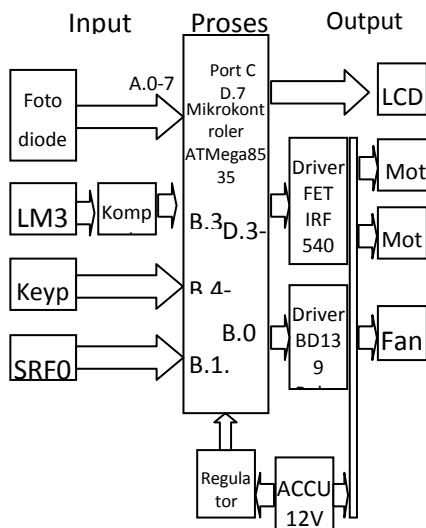 Input Proses Output
A.0-7
Foto
diode
Port C
D.7
Mikrokont
roler
ATMega85
35
LCD
LM3
Komp
B.3
D.3-
Driver
FET
IRF
540
Mot
Mot
Keyp
B.4-
SRF0
B.0
B.1.
Driver
BD13
9
Fan
Regula
tor
ACCU
12V